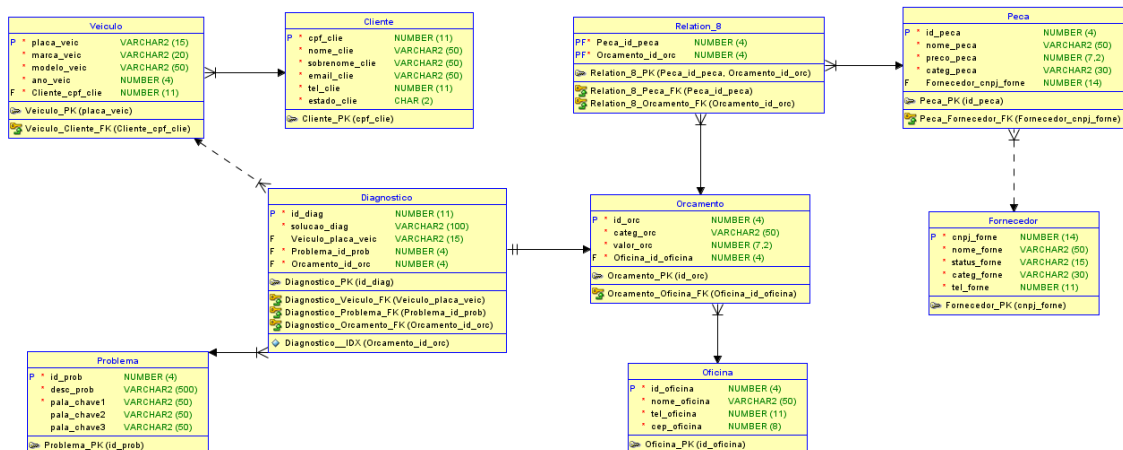 Veiculo
P * placa_veic VARCHAR2 (15)
* marca_veic VARCHAR2 (20)
* modelo_veic VARCHAR2 (50)
* ano_veic NUMBER (4)
F * Cliente_cpf_clie NUMBER (11)
Veiculo_PK (placa_veic)
Veiculo_Cliente_FK (Cliente_cpf_clie)
Cliente
P * cpf_clie NUMBER (11)
* nome_clie VARCHAR2 (50)
* sobrenome_clie VARCHAR2 (50)
* email_clie VARCHAR2 (50)
* tel_clie NUMBER (11)
* estado_clie CHAR (2)
Cliente_PK (cpf_clie)
Relation_8
PF* Peca_id_peca NUMBER (4)
PF* Orcamento_id_orc NUMBER (4)
Relation_8_PK (Peca_id_peca, Orcamento_id_orc)
Relation_8_Peca_FK (Peca_id_peca)
Relation_8_Orcamento_FK (Orcamento_id_orc)
Peca
P * id_peca NUMBER (4)
* nome_peca VARCHAR2 (50)
* preco_peca NUMBER (7,2)
* categ_peca VARCHAR2 (30)
F Fornecedor_cnpj_forne NUMBER (14)
Peca_PK (id_peca)
Peca_Fornecedor_FK (Fornecedor_cnpj_forne)
Diagnostico
P * id_diag NUMBER (11)
* solucao_diag VARCHAR2 (100)
F Veiculo_placa_veic VARCHAR2 (15)
F * Problema_id_prob NUMBER (4)
F * Orcamento_id_orc NUMBER (4)
Diagnostico_PK (id_diag)
Diagnostico_Veiculo_FK (Veiculo_placa_veic)
Diagnostico_Problema_FK (Problema_id_prob)
Diagnostico_Orcamento_FK (Orcamento_id_orc)
Diagnostico__IDX (Orcamento_id_orc)
Orcamento
P * id_orc NUMBER (4)
* categ_orc VARCHAR2 (50)
* valor_orc NUMBER (7,2)
F * Oficina_id_oficina NUMBER (4)
Orcamento_PK (id_orc)
Orcamento_Oficina_FK (Oficina_id_oficina)
Fornecedor
P * cnpj_forne NUMBER (14)
* nome_forne VARCHAR2 (50)
* status_forne VARCHAR2 (15)
* categ_forne VARCHAR2 (30)
* tel_forne NUMBER (11)
Fornecedor_PK (cnpj_forne)
Problema
P * id_prob NUMBER (4)
* desc_prob VARCHAR2 (500)
* pala_chave1 VARCHAR2 (50)
pala_chave2 VARCHAR2 (50)
pala_chave3 VARCHAR2 (50)
Problema_PK (id_prob)
Oficina
P * id_oficina NUMBER (4)
* nome_oficina VARCHAR2 (50)
* tel_oficina NUMBER (11)
* cep_oficina NUMBER (8)
Oficina_PK (id_oficina)